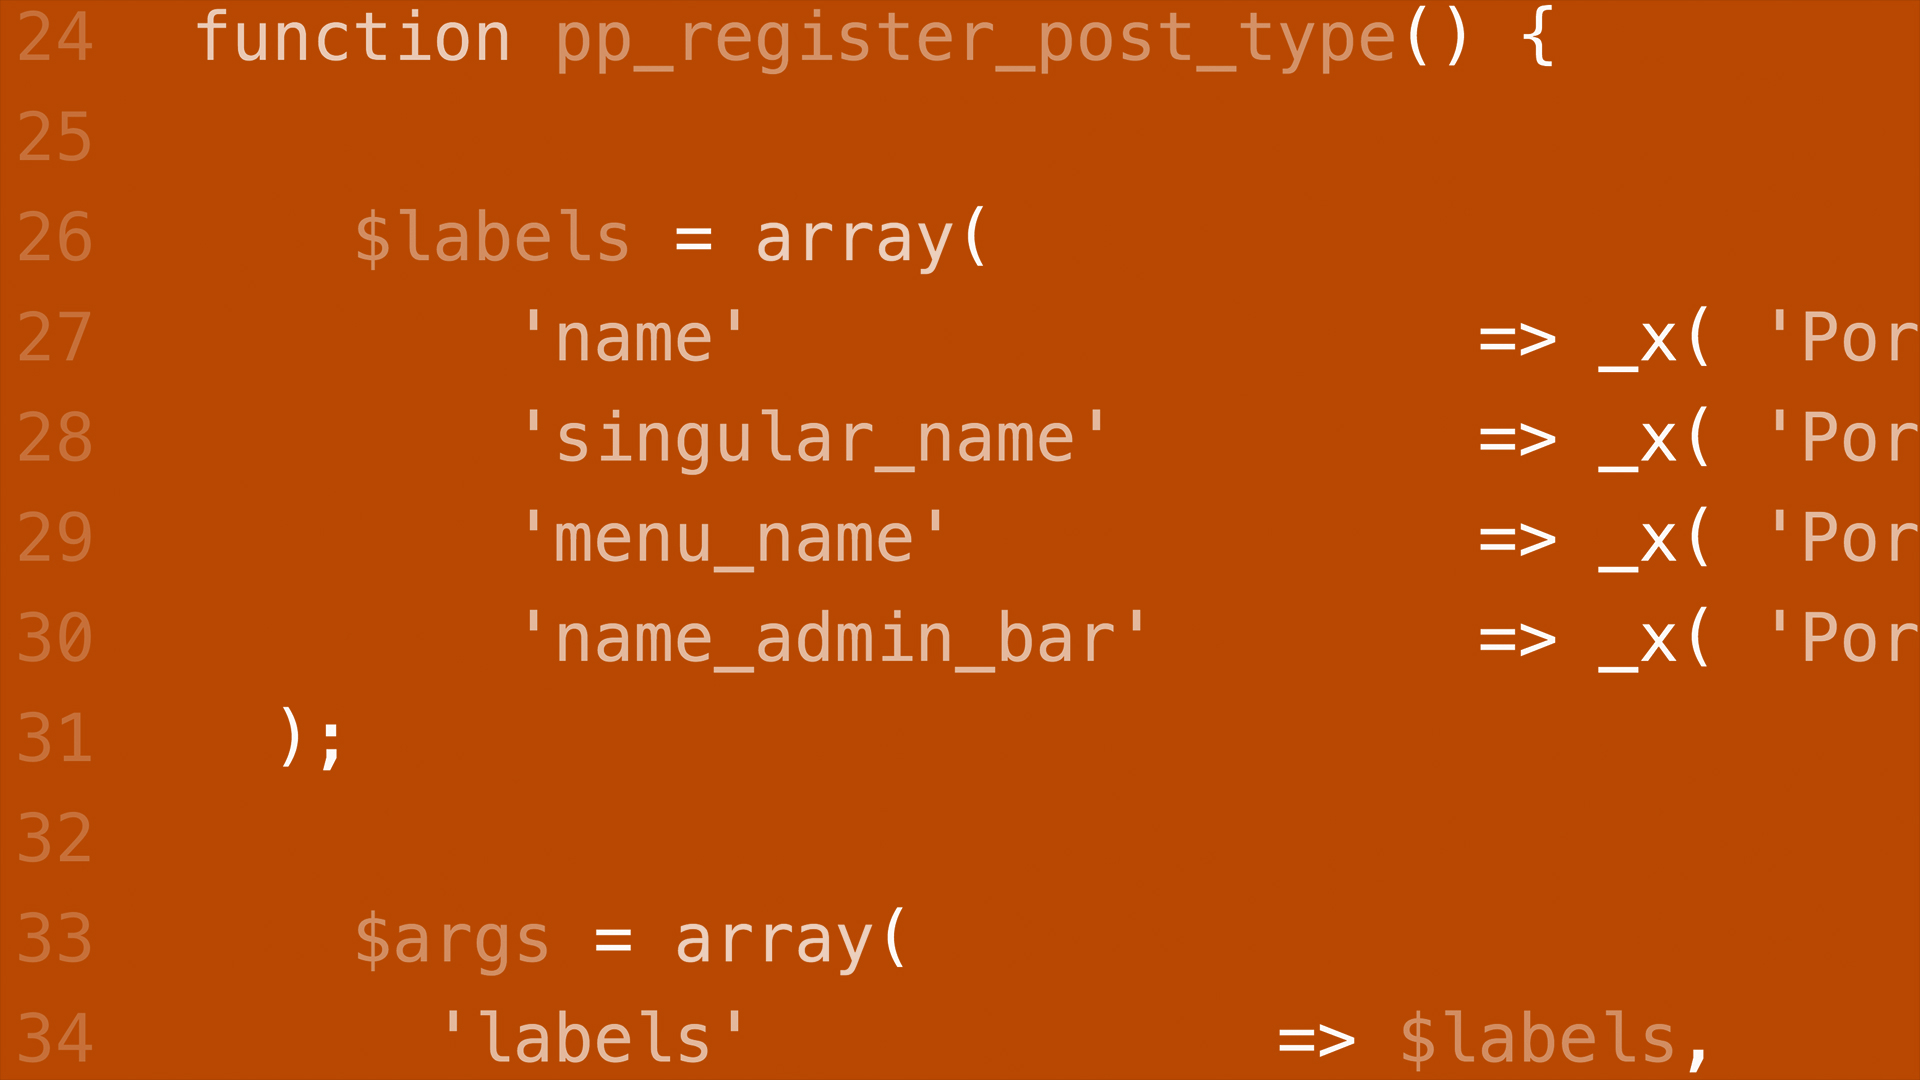 24 function pp_register_post_type() {
25
26 $labels = array(
27 'name' => _x( 'Por
28 'singular_name' => _x( 'Por
29 'menu_name' => _x( 'Por
30 'name_admin_bar' => _x( 'Por
31 );
32
33 $args = array(
34 'labels' => $labels,